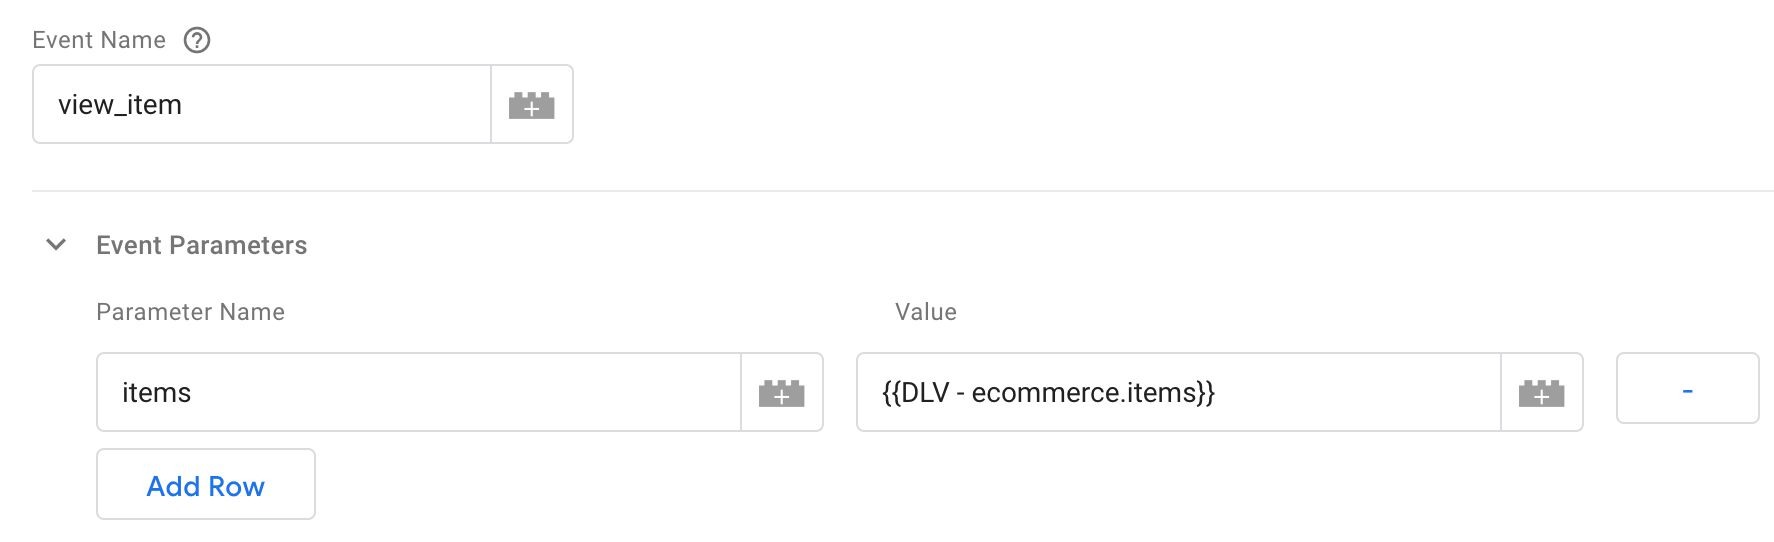 Event Name
view_item
Event Parameters
Parameter Name Value
items {{DLV - ecommerce.items}} -
Add Row